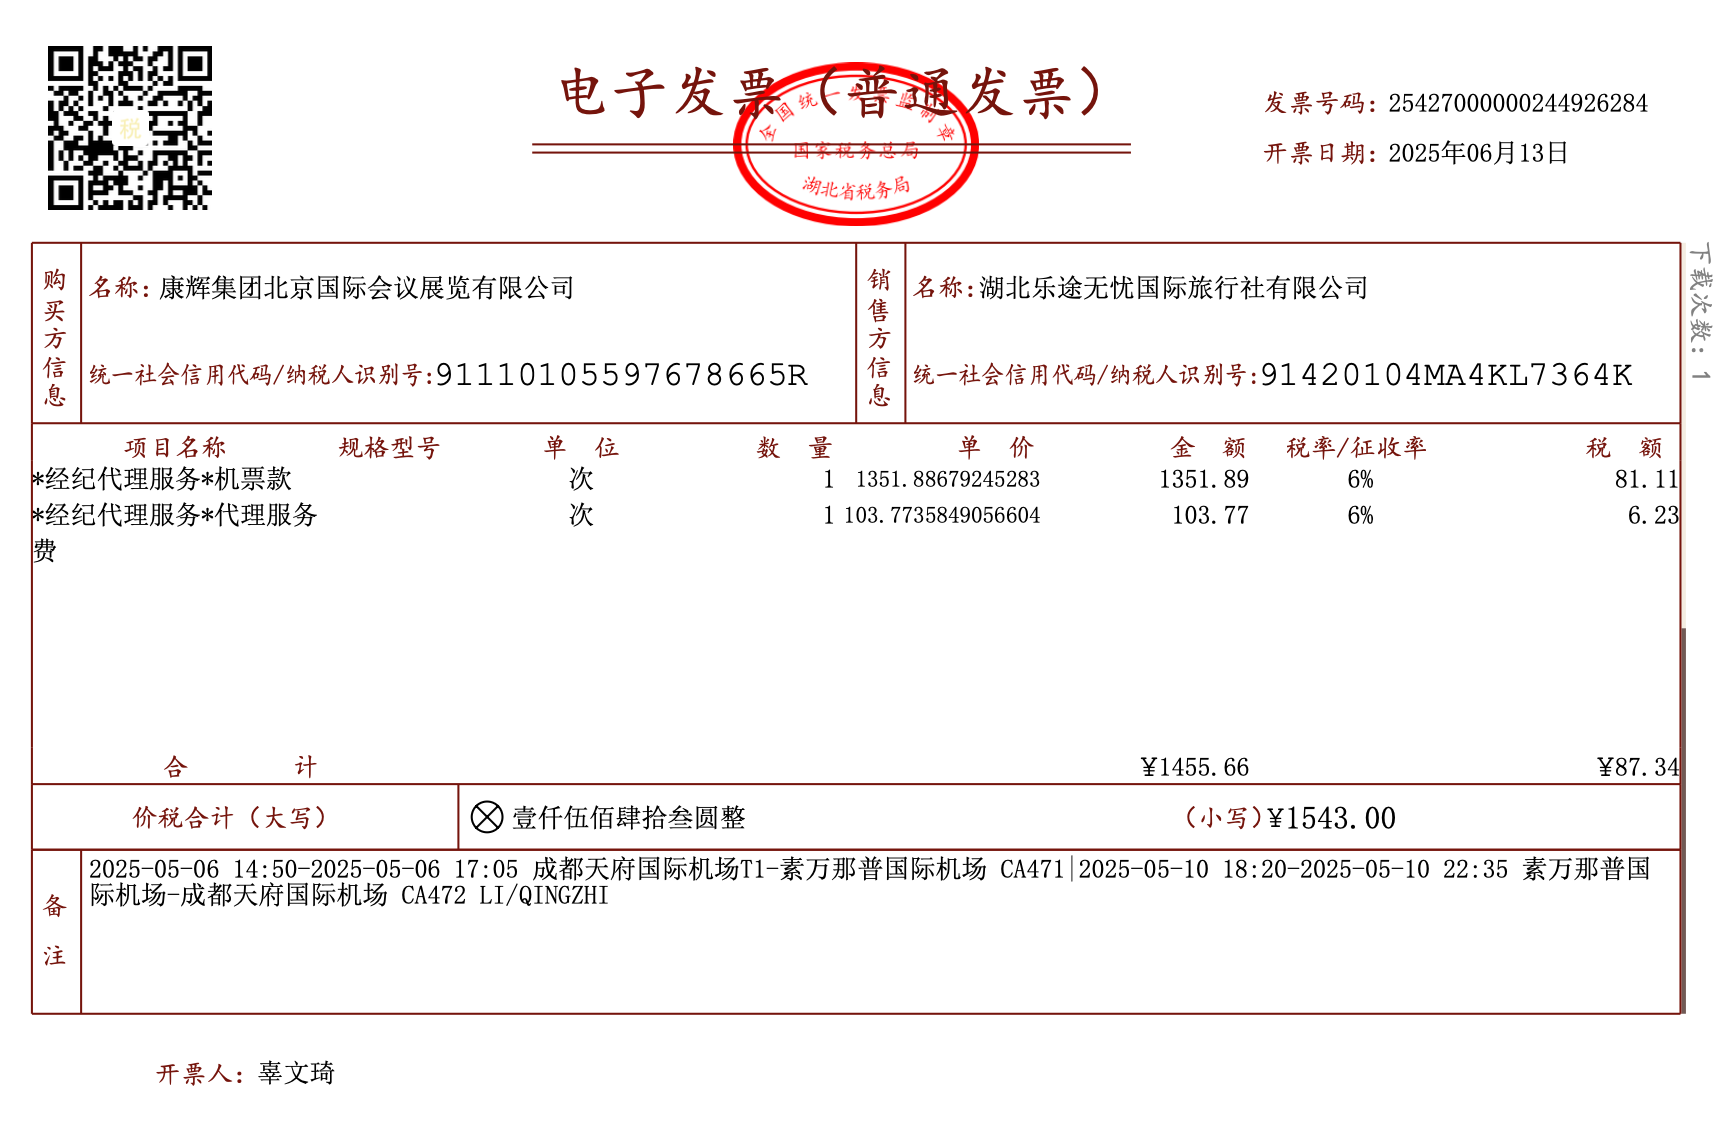 电子发票（普通发票）
全国统一发票监制章
国家税务总局
湖北省税务局
税
发票号码：25427000000244926284
开票日期：2025年06月13日
购买方信息
名称：康辉集团北京国际会议展览有限公司
统一社会信用代码/纳税人识别号:91110105597678665R
销售方信息
名称:湖北乐途无忧国际旅行社有限公司
统一社会信用代码/纳税人识别号:91420104MA4KL7364K
下载次数：1
项目名称 规格型号 单位 数量 单价 金额 税率/征收率 税额
*经纪代理服务*机票款 次 1 1351.88679245283 1351.89 6% 81.11
*经纪代理服务*代理服务 次 1 103.7735849056604 103.77 6% 6.23
费
合计 ¥1455.66 ¥87.34
价税合计（大写） ⊗壹仟伍佰肆拾叁圆整 （小写）¥1543.00
备注
2025-05-06 14:50-2025-05-06 17:05 成都天府国际机场T1-素万那普国际机场 CA471|2025-05-10 18:20-2025-05-10 22:35 素万那普国
际机场-成都天府国际机场 CA472 LI/QINGZHI
开票人：辜文琦